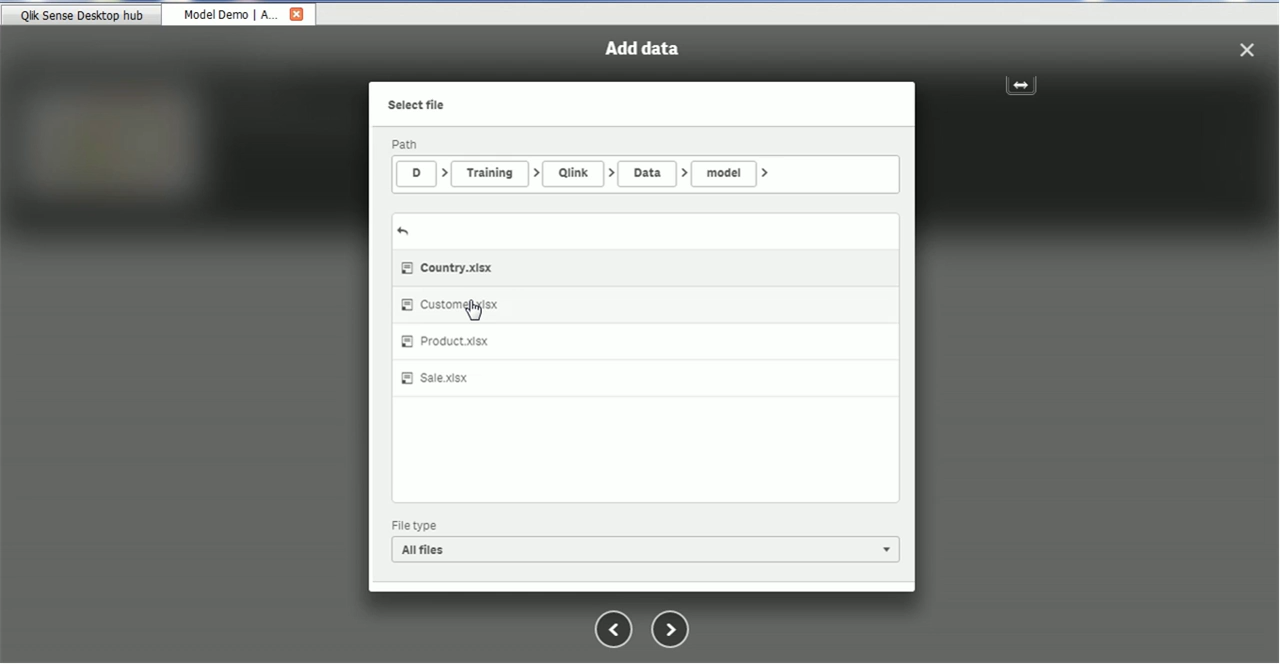 Qlik Sense Desktop hub
Model Demo | A...
Add data
Select file
Path
D > Training > Qlink > Data > model >
Country.xlsx
Customer.xlsx
Product.xlsx
Sale.xlsx
File type
All files